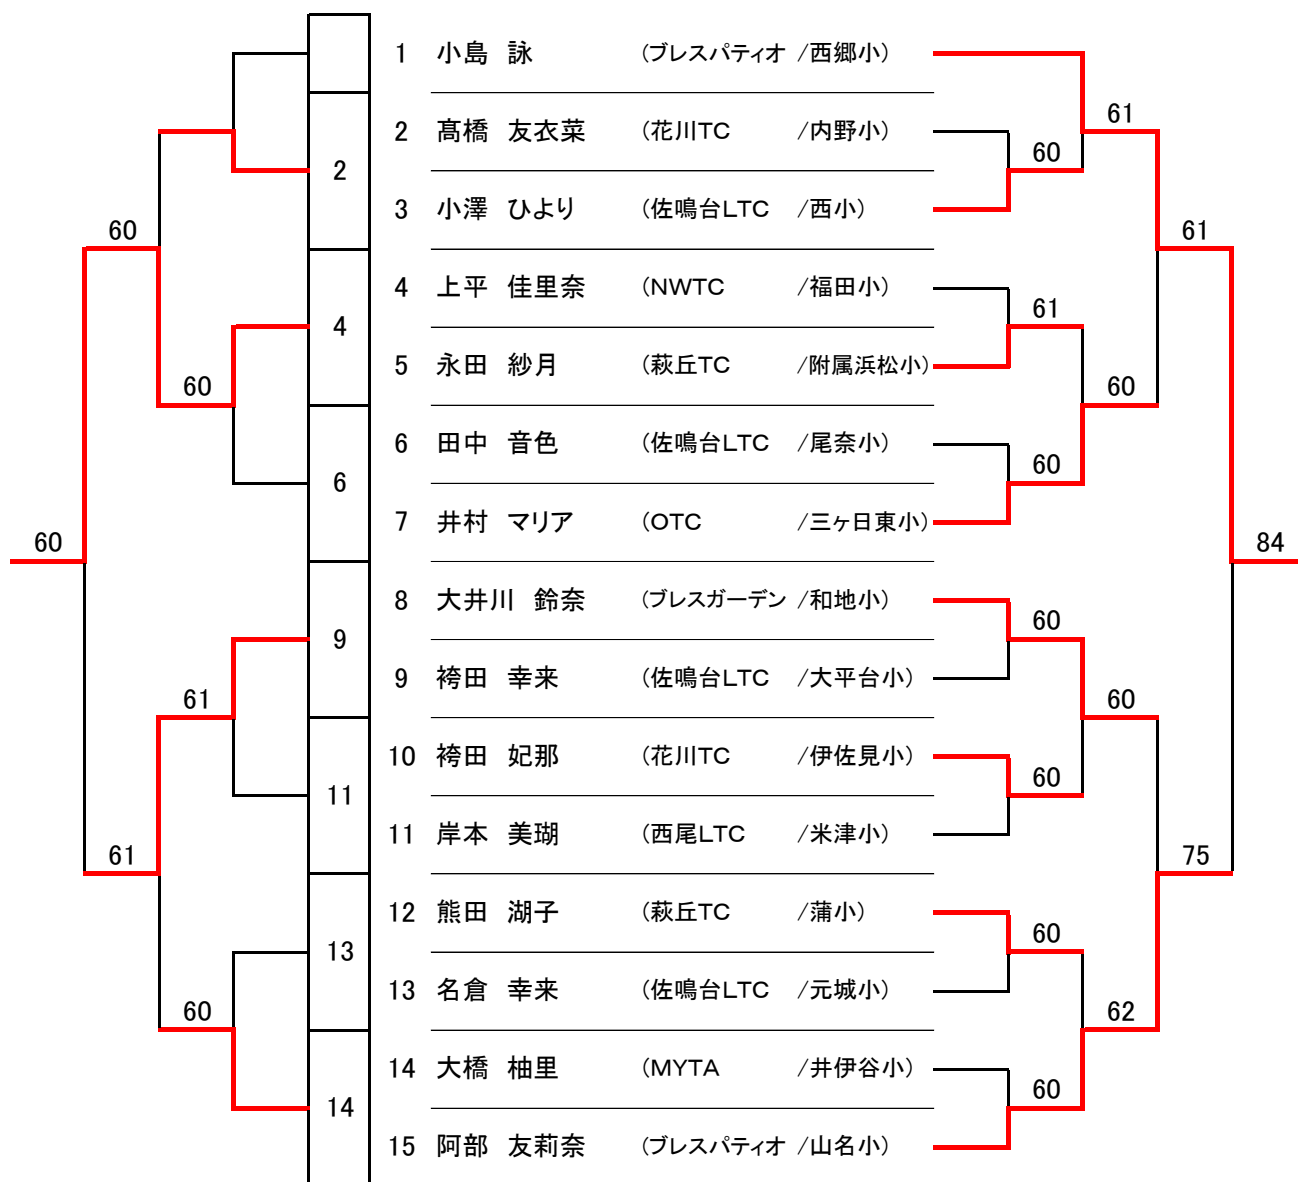 1 小島 詠 (ブレスパティオ /西郷小)
61
2 髙橋 友衣菜 (花川TC /内野小)
60
2
3 小澤 ひより (佐鳴台LTC /西小)
60
61
4 上平 佳里奈 (NWTC /福田小)
61
4
5 永田 紗月 (萩丘TC /附属浜松小)
60
60
6 田中 音色 (佐鳴台LTC /尾奈小)
60
6
7 井村 マリア (OTC /三ヶ日東小)
60
84
8 大井川 鈴奈 (ブレスガーデン /和地小)
60
9
9 袴田 幸来 (佐鳴台LTC /大平台小)
61
60
10 袴田 妃那 (花川TC /伊佐見小)
60
11
11 岸本 美瑚 (西尾LTC /米津小)
61
75
12 熊田 湖子 (萩丘TC /蒲小)
60
13
13 名倉 幸来 (佐鳴台LTC /元城小)
60
62
14 大橋 柚里 (MYTA /井伊谷小)
60
14
15 阿部 友莉奈 (ブレスパティオ /山名小)